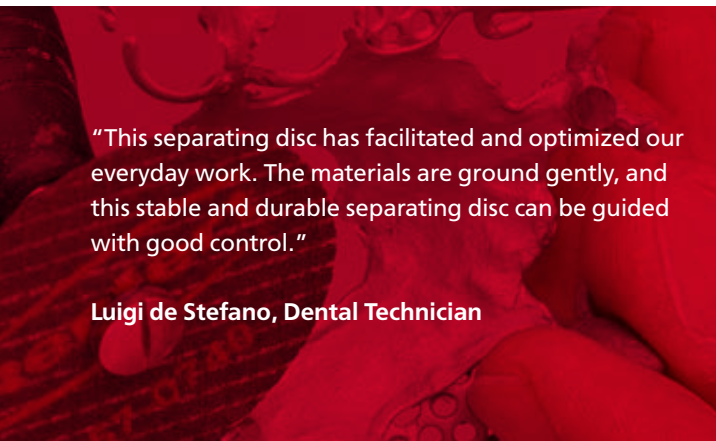 “This separating disc has facilitated and optimized our
everyday work. The materials are ground gently, and
this stable and durable separating disc can be guided
with good control.”
Luigi de Stefano, Dental Technician